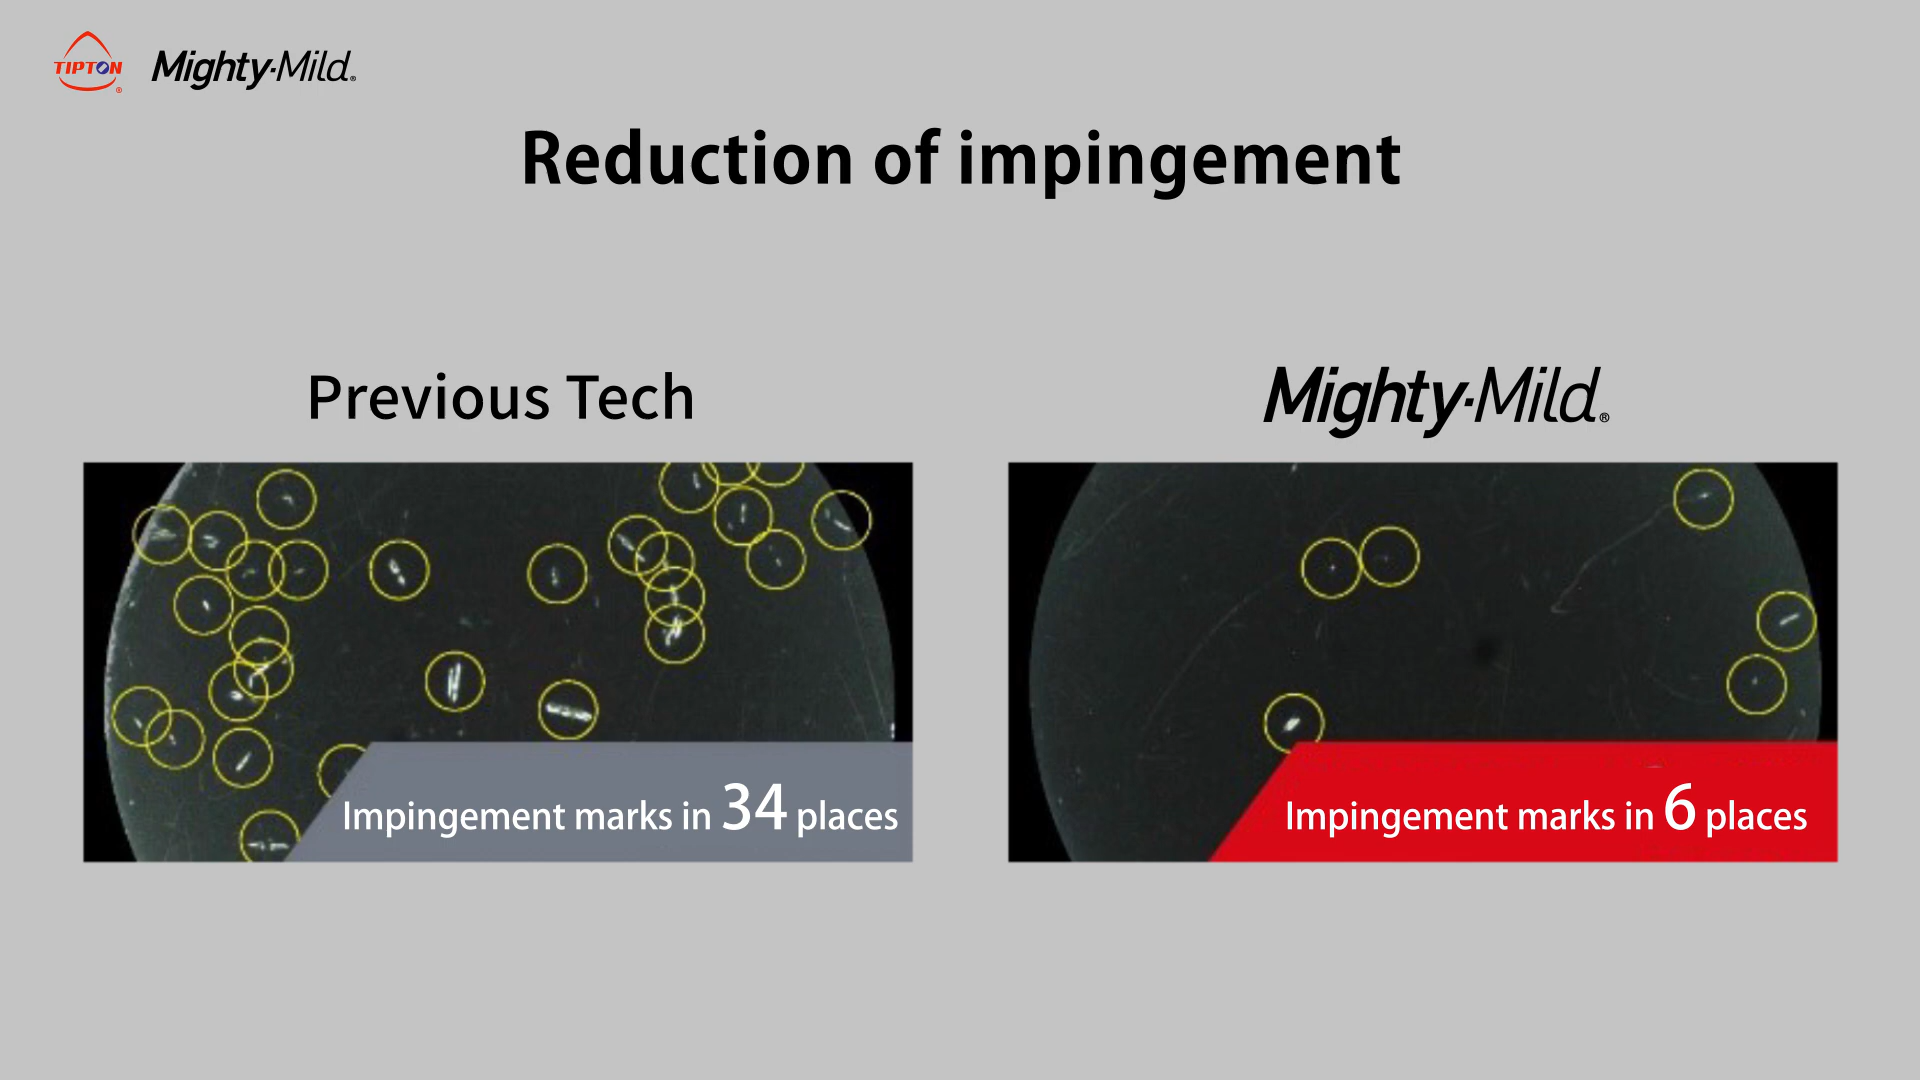 TIPTON®
Mighty·Mild®
Reduction of impingement
Previous Tech
Mighty·Mild®
Impingement marks in 34 places
Impingement marks in 6 places